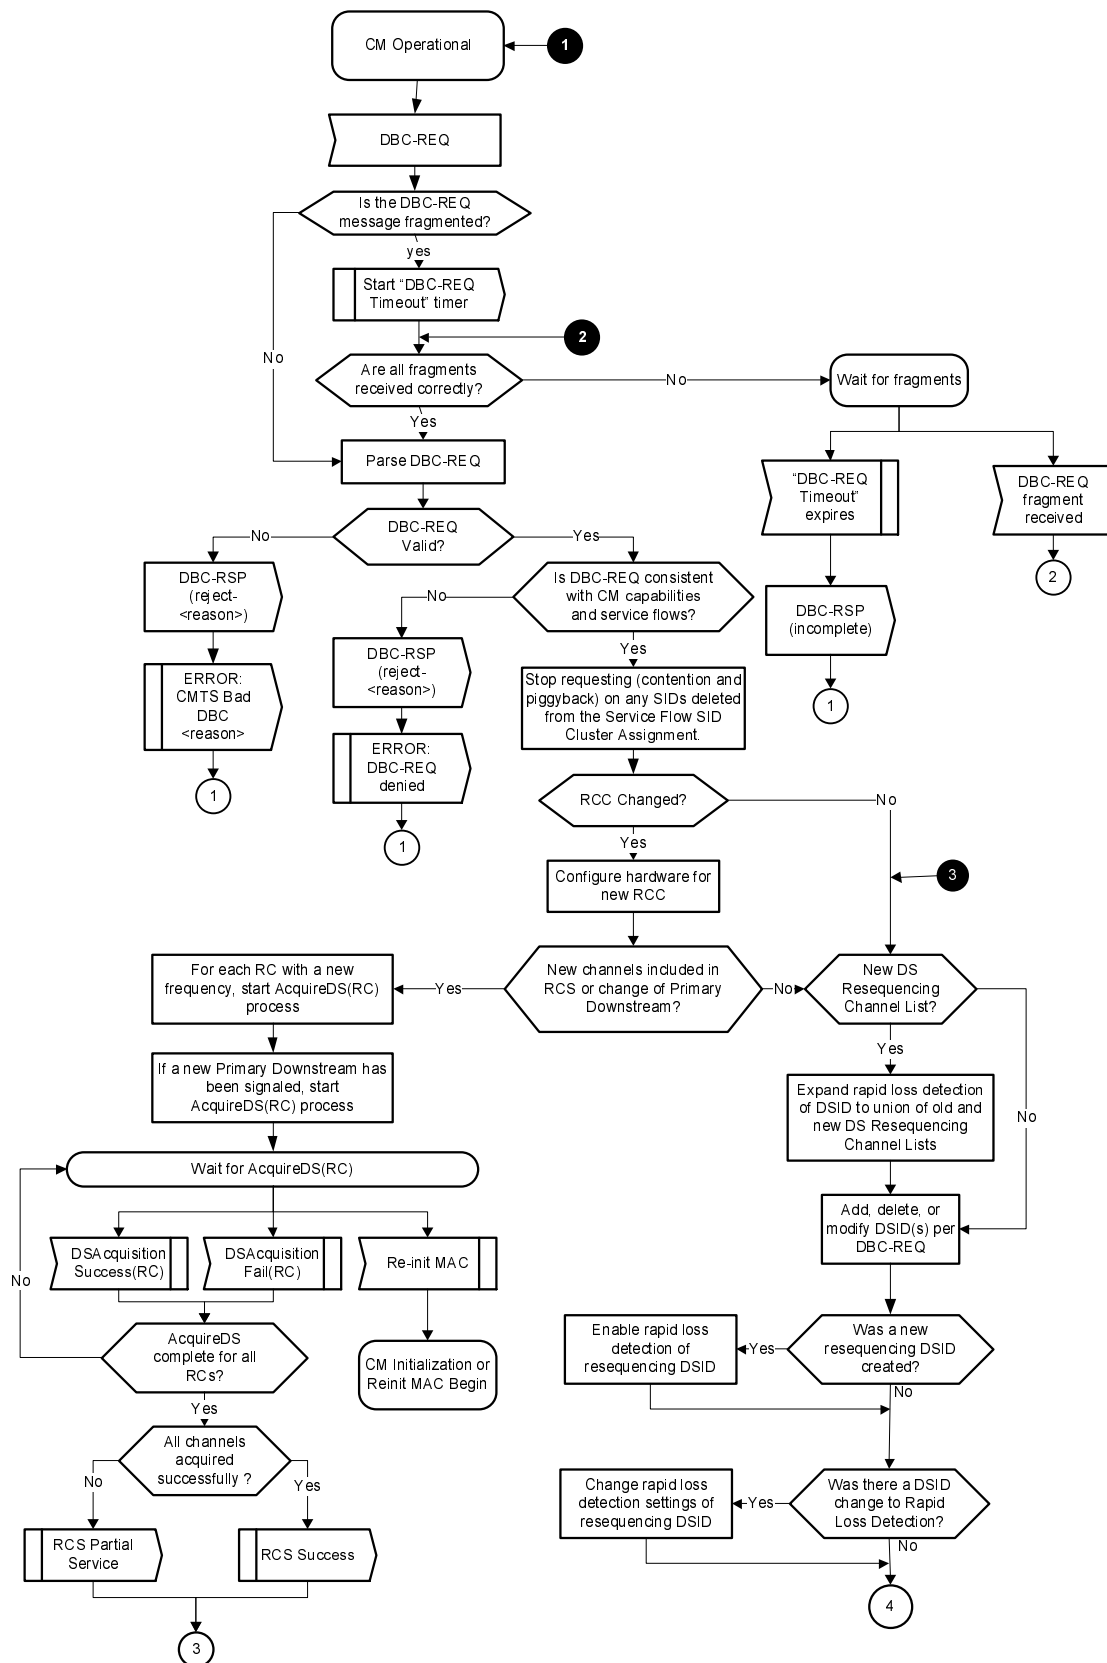 CM Operational
1
DBC-REQ
Is the DBC-REQ
message fragmented?
yes
Start “DBC-REQ
Timeout” timer
2
No
Are all fragments
received correctly?
No
Wait for fragments
Yes
Parse DBC-REQ
“DBC-REQ
Timeout”
expires
DBC-REQ
fragment
received
2
DBC-REQ
Valid?
No
Yes
DBC-RSP
(reject-
<reason>)
ERROR:
CMTS Bad
DBC
<reason>
1
Is DBC-REQ consistent
with CM capabilities
and service flows?
No
DBC-RSP
(reject-
<reason>)
ERROR:
DBC-REQ
denied
1
DBC-RSP
(incomplete)
1
Yes
Stop requesting (contention and
piggyback) on any SIDs deleted
from the Service Flow SID
Cluster Assignment.
RCC Changed?
No
Yes
Configure hardware for
new RCC
3
New channels included in
RCS or change of Primary
Downstream?
Yes
No
For each RC with a new
frequency, start AcquireDS(RC)
process
If a new Primary Downstream has
been signaled, start
AcquireDS(RC) process
Wait for AcquireDS(RC)
DSAcquisition
Success(RC)
DSAcquisition
Fail(RC)
Re-init MAC
No
AcquireDS
complete for all
RCs?
CM Initialization or
Reinit MAC Begin
Yes
All channels
acquired
successfully ?
No
Yes
RCS Partial
Service
RCS Success
3
New DS
Resequencing
Channel List?
Yes
No
Expand rapid loss detection
of DSID to union of old and
new DS Resequencing
Channel Lists
Add, delete, or
modify DSID(s) per
DBC-REQ
Was a new
resequencing DSID
created?
Yes
Enable rapid loss
detection of
resequencing DSID
No
Was there a DSID
change to Rapid
Loss Detection?
Yes
Change rapid loss
detection settings of
resequencing DSID
No
4